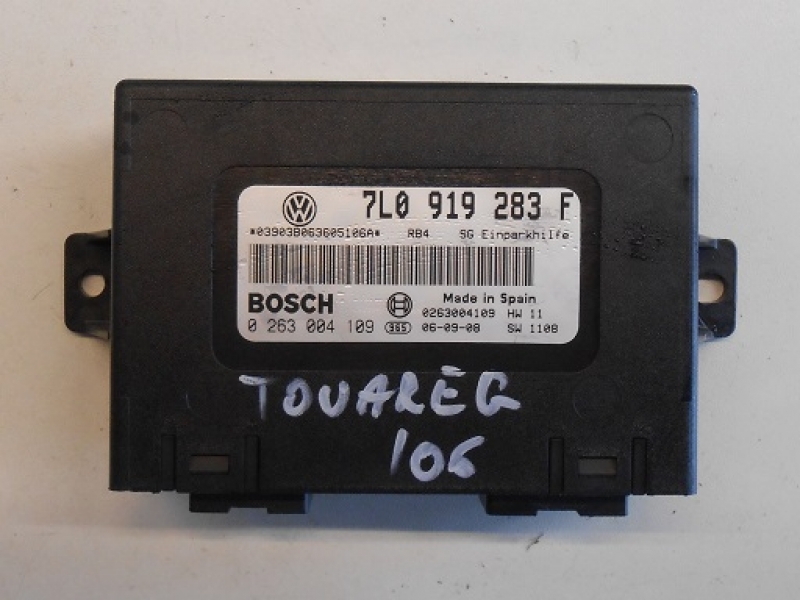 7L0 919 283 F
*03903B063605106A* RB4 SG Einparkhilfe
BOSCH Made in Spain
0263004109 HW 11
0 263 004 109 965 06-09-08 SW 1108
TOUAREG
106